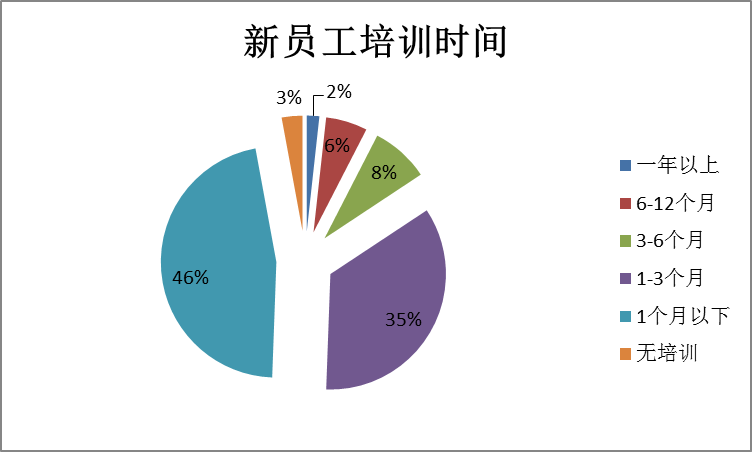 新员工培训时间
3%
2%
6%
8%
46%
35%
一年以上
6-12个月
3-6个月
1-3个月
1个月以下
无培训